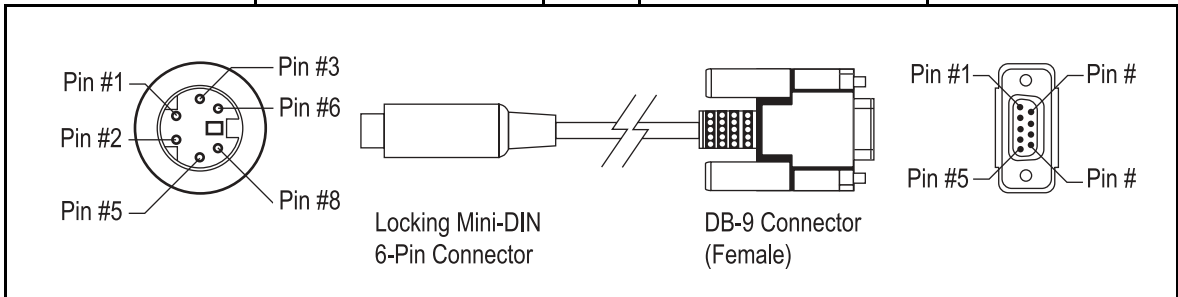 Pin #1
Pin #3
Pin #6
Pin #2
Pin #5
Pin #8
Locking Mini-DIN
6-Pin Connector
DB-9 Connector
(Female)
Pin #1
Pin #
Pin #5
Pin #